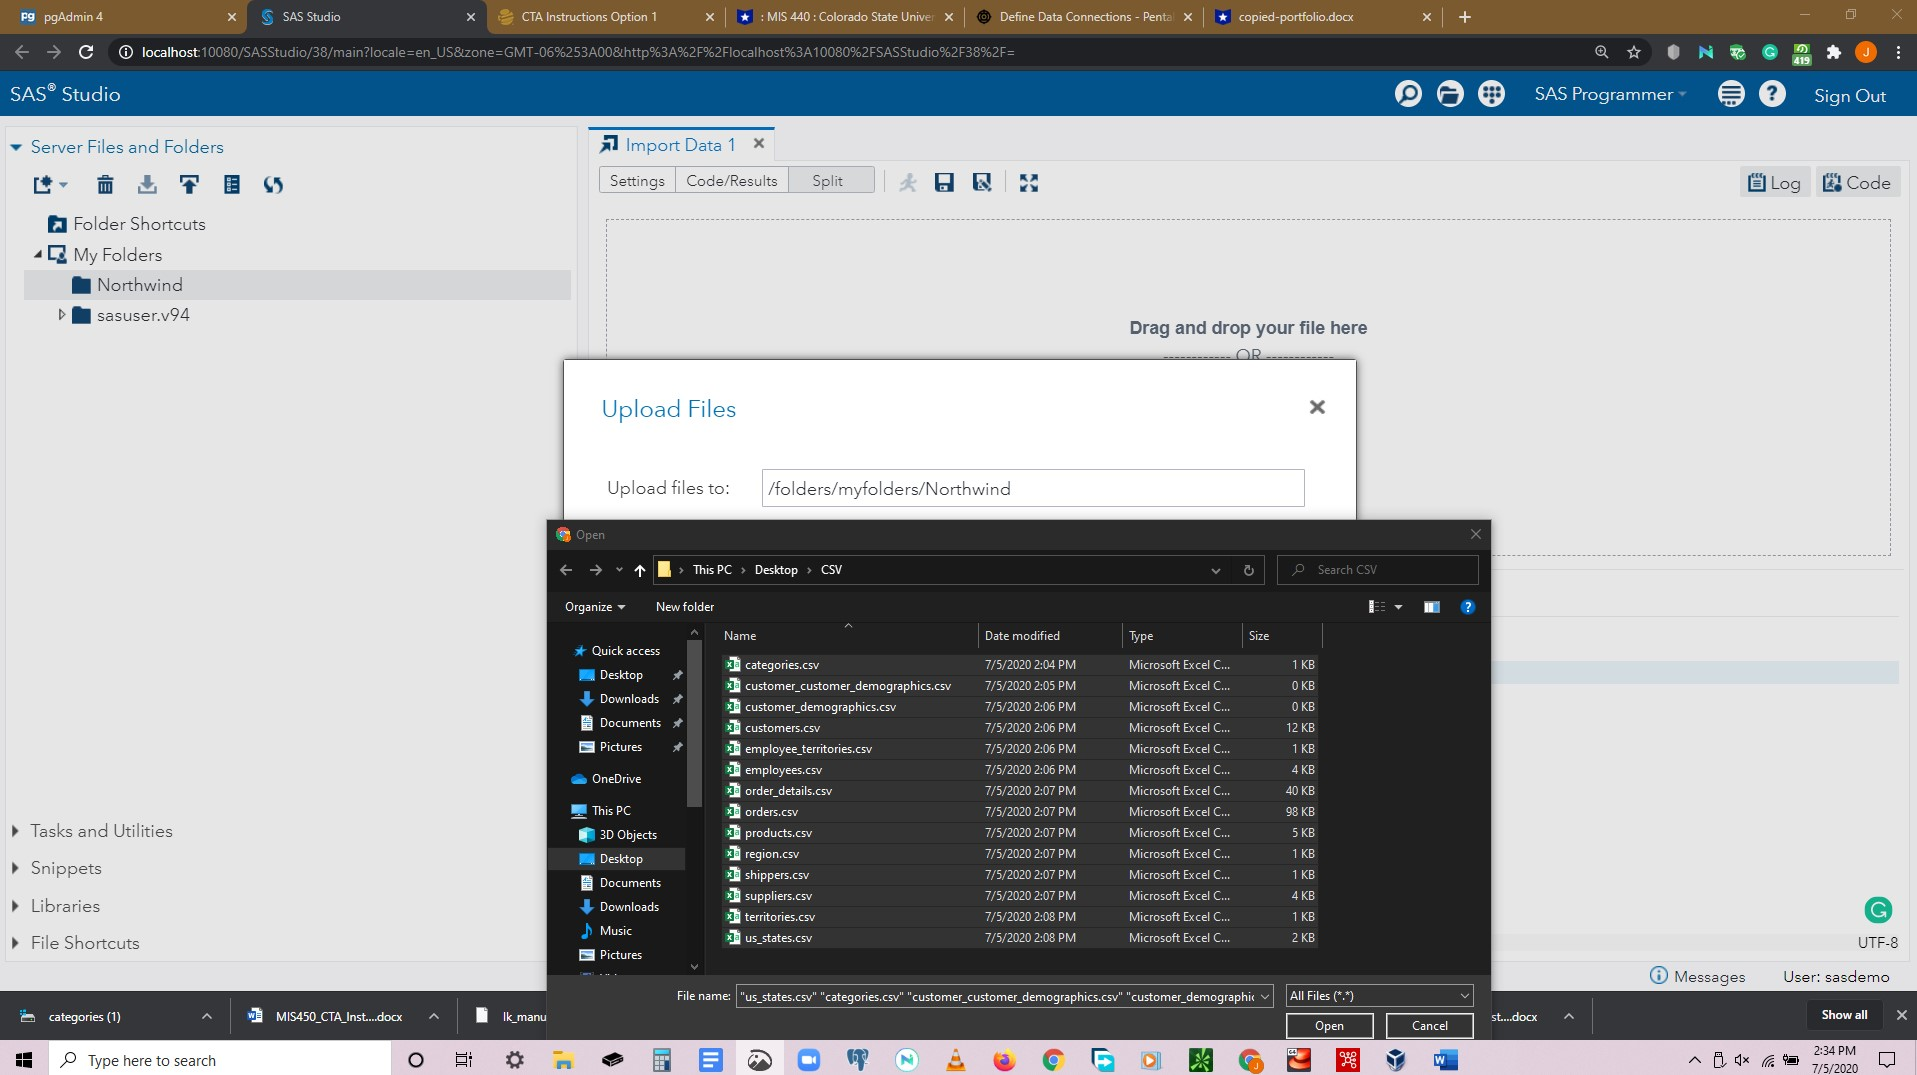 pgAdmin 4
SAS Studio
CTA Instructions Option 1
: MIS 440 : Colorado State Univer
Define Data Connections - Penta
copied-portfolio.docx
localhost:10080/SASStudio/38/main?locale=en_US&zone=GMT-06%253A00&http%3A%2F%2Flocalhost%3A10080%2FSASStudio%2F38%2F=
419
J
SAS® Studio
SAS Programmer
Sign Out
Server Files and Folders
Folder Shortcuts
My Folders
Northwind
sasuser.v94
Tasks and Utilities
Snippets
Libraries
File Shortcuts
Import Data 1
Settings
Code/Results
Split
Log
Code
Drag and drop your file here
------------ OR ------------
Upload Files
Upload files to:
/folders/myfolders/Northwind
Open
This PC
Desktop
CSV
Search CSV
Organize
New folder
Quick access
Desktop
Downloads
Documents
Pictures
OneDrive
This PC
3D Objects
Desktop
Documents
Downloads
Music
Pictures
Name Date modified Type Size
categories.csv 7/5/2020 2:04 PM Microsoft Excel C... 1 KB
customer_customer_demographics.csv 7/5/2020 2:05 PM Microsoft Excel C... 0 KB
customer_demographics.csv 7/5/2020 2:06 PM Microsoft Excel C... 0 KB
customers.csv 7/5/2020 2:06 PM Microsoft Excel C... 12 KB
employee_territories.csv 7/5/2020 2:06 PM Microsoft Excel C... 1 KB
employees.csv 7/5/2020 2:06 PM Microsoft Excel C... 4 KB
order_details.csv 7/5/2020 2:07 PM Microsoft Excel C... 40 KB
orders.csv 7/5/2020 2:07 PM Microsoft Excel C... 98 KB
products.csv 7/5/2020 2:07 PM Microsoft Excel C... 5 KB
region.csv 7/5/2020 2:07 PM Microsoft Excel C... 1 KB
shippers.csv 7/5/2020 2:07 PM Microsoft Excel C... 1 KB
suppliers.csv 7/5/2020 2:07 PM Microsoft Excel C... 4 KB
territories.csv 7/5/2020 2:08 PM Microsoft Excel C... 1 KB
us_states.csv 7/5/2020 2:08 PM Microsoft Excel C... 2 KB
File name:
"us_states.csv" "categories.csv" "customer_customer_demographics.csv" "customer_demographic
All Files (*.*)
Open
Cancel
UTF-8
Messages
User: sasdemo
categories (1)
MIS450_CTA_Inst....docx
lk_manu
st....docx
Show all
Type here to search
2:34 PM
7/5/2020